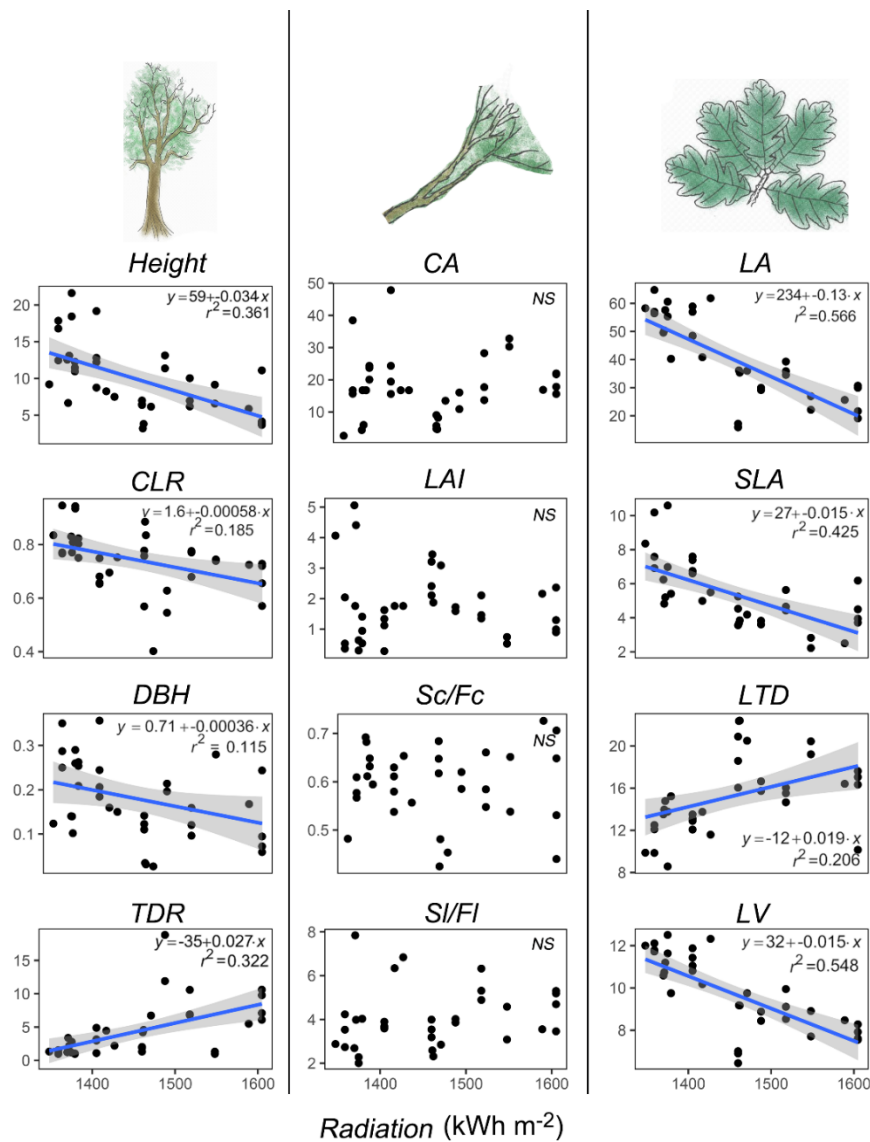 Height
CA
LA
20
15
10
5
y = 59+-0.034·x
r2 = 0.361
50
40
30
20
10
NS
60
50
40
30
20
y = 234+-0.13·x
r2 = 0.566
CLR
LAI
SLA
0.8
0.6
0.4
y = 1.6+-0.00058·x
r2 = 0.185
5
4
3
2
1
NS
10
8
6
4
2
y = 27+-0.015·x
r2 = 0.425
DBH
Sc/Fc
LTD
0.3
0.2
0.1
y = 0.71 +-0.00036·x
r2 = 0.115
0.7
0.6
0.5
NS
20
16
12
8
y = -12+0.019·x
r2 = 0.206
TDR
Sl/Fl
LV
15
10
5
0
y = -35+0.027·x
r2 = 0.322
8
6
4
2
NS
12
10
8
y = 32+-0.015·x
r2 = 0.548
1400 1500 1600
1400 1500 1600
1400 1500 1600
Radiation (kWh m-2)